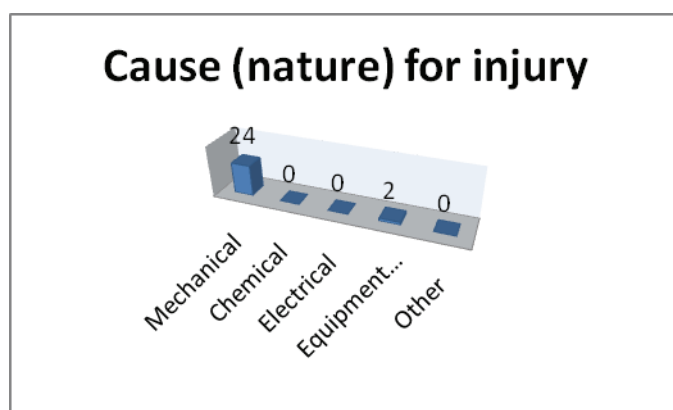 Cause (nature) for injury
24
0
0
2
0
Mechanical
Chemical
Electrical
Equipment...
Other